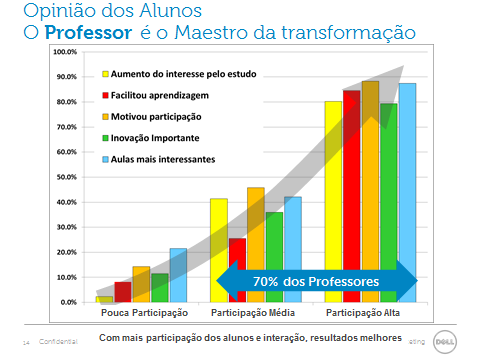 Opinião dos Alunos
O Professor é o Maestro da transformação
100.0%
90.0%
80.0%
70.0%
60.0%
50.0%
40.0%
30.0%
20.0%
10.0%
0.0%
Aumento do interesse pelo estudo
Facilitou aprendizagem
Motivou participação
Inovação Importante
Aulas mais interessantes
70% dos Professores
Pouca Participação
Participação Média
Participação Alta
14 Confidential
Com mais participação dos alunos e interação, resultados melhores
eting
DELL